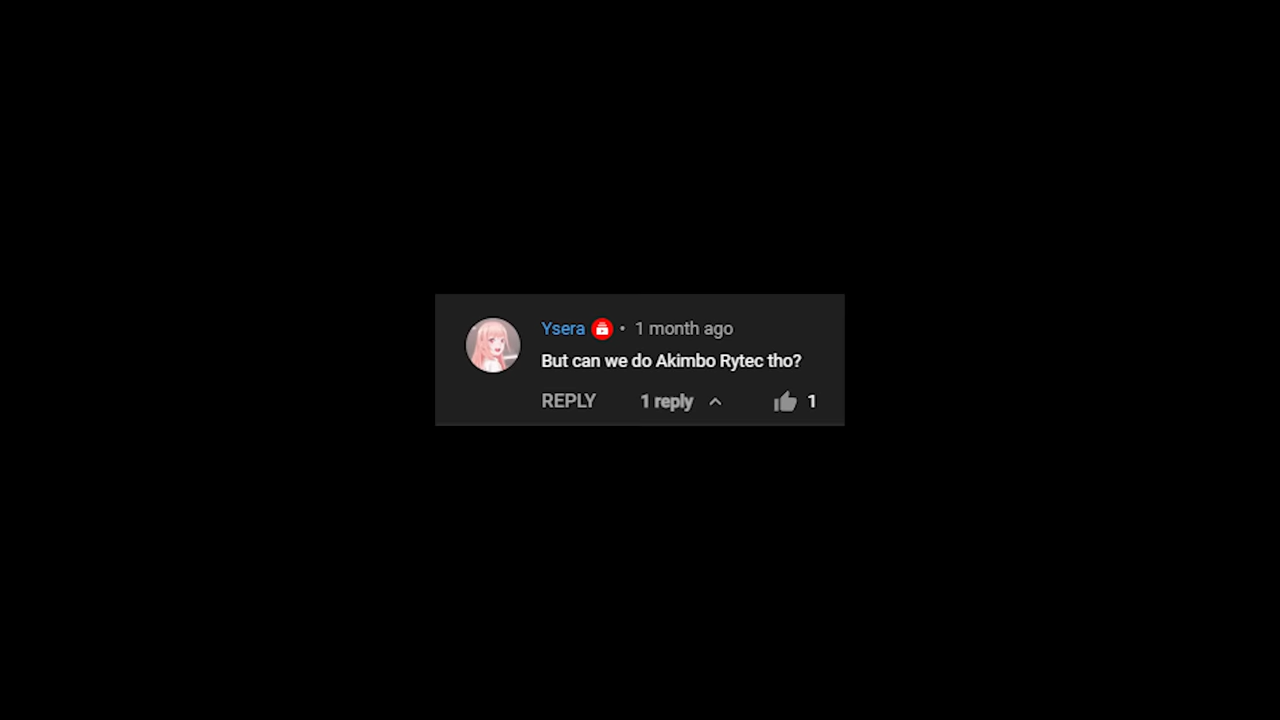 Ysera • 1 month ago
But can we do Akimbo Rytec tho?
REPLY 1 reply 1